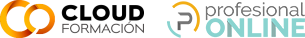 CLOUD
FORMACIÓN
profesional
ONLINE